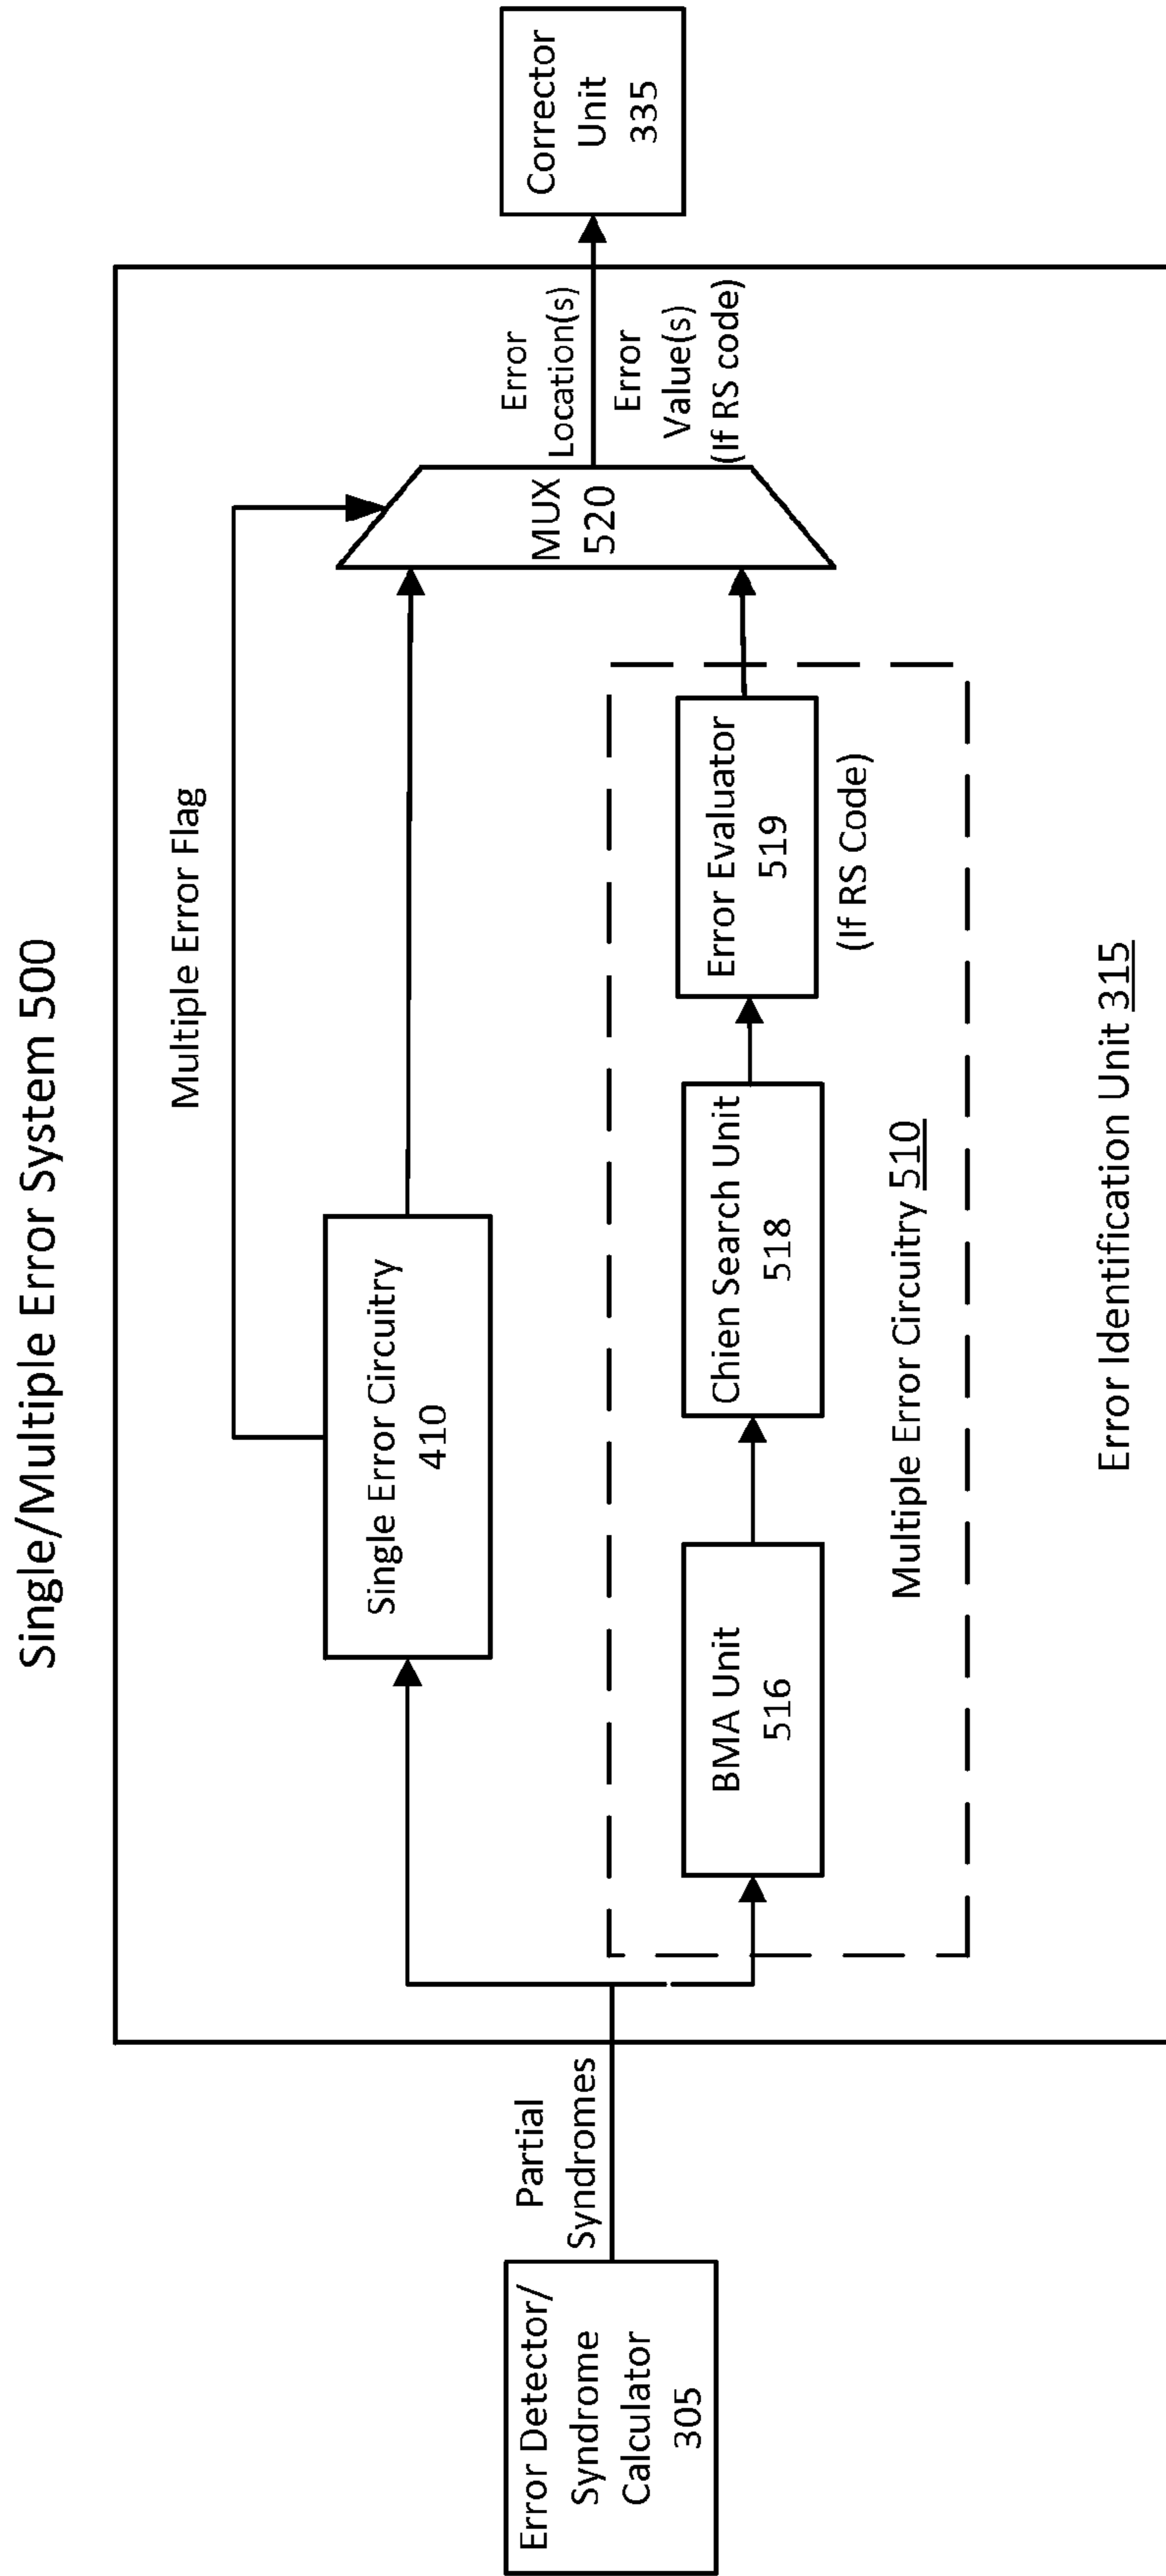 Single/Multiple Error System 500
Error Detector/
Syndrome
Calculator
305
Partial
Syndromes
Multiple Error Flag
Single Error Circuitry
410
BMA Unit
516
Chien Search Unit
518
Error Evaluator
519
(If RS Code)
Multiple Error Circuitry 510
MUX
520
Error
Location(s)
Error
Value(s)
(If RS code)
Corrector
Unit
335
Error Identification Unit 315